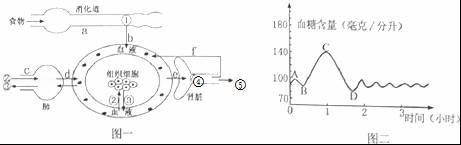 消化道
食物
①
a
b
血液
f
②
③
c
d
组织细胞
②
③
e
④
⑤
肺
血液
肾脏
图一
血糖含量(毫克/分升)
160
140
120
100
80
A
B
C
D
0
1
2
3
时间(小时)
图二